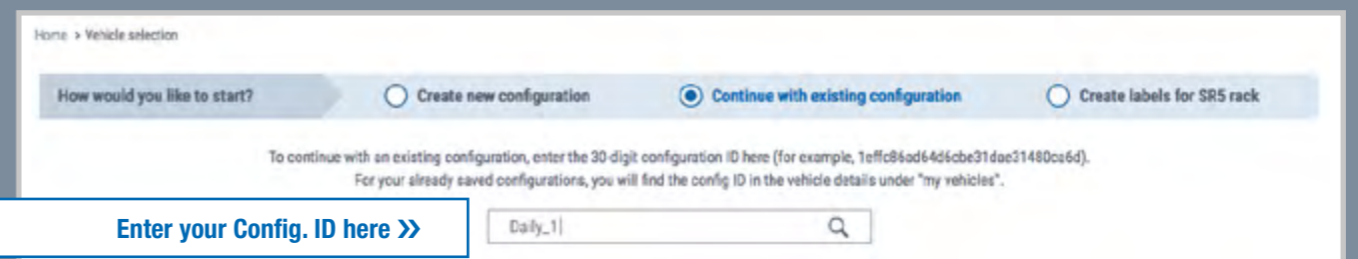 Home > Vehicle selection
How would you like to start? Create new configuration Continue with existing configuration Create labels for SR5 rack
To continue with an existing configuration, enter the 30-digit configuration ID here (for example, 1effc86ad64d6cbe31dae31480ca6d).
For your already saved configurations, you will find the config ID in the vehicle details under "my vehicles".
Enter your Config. ID here »
Daily_1